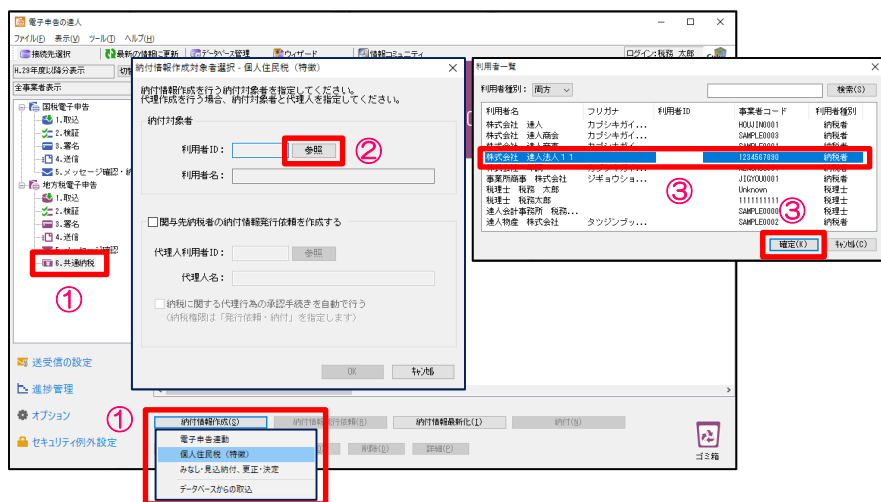 電子申告の達人
ファイル(F) 表示(V) ツール(T) ヘルプ(H)
接続先選択 最新の情報に更新 データベース管理 ウィザード 情報コミュニティ ログイン:税務 太郎
H.29年度以降分表示
全事業者表示
国税電子申告
1.取込
2.検証
3.署名
4.送信
5.メッセージ確認・納
地方税電子申告
1.取込
2.検証
3.署名
4.送信
6.共通納税
①
送受信の設定
進捗管理
オプション
セキュリティ例外設定
納付情報作成対象者選択 - 個人住民税(特徴)
納付情報作成を行う納付対象者を指定してください。
代理作成を行う場合、納付対象者と代理人を指定してください。
納付対象者
利用者ID: 参照 ②
利用者名:
関与先納税者の納付情報発行依頼を作成する
代理人利用者ID: 参照
代理人名:
納税に関する代理行為の承認手続きを自動で行う
(納税権限は「発行依頼・納付」を指定します)
OK キャンセル
利用者一覧
利用者種別: 両方 検索(S)
利用者名 フリガナ 利用者ID 事業者コード 利用者種別
株式会社 達人 カブシキガイ... HOUJIN0001 納税者
株式会社 達人商会 カブシキガイ... SAMPLE0003 納税者
株式会社 達人法人11 1234567890 納税者
事業所商事 株式会社 ジギョウショ... JIGYOU0001 納税者
税理士 税務 太郎 Unknown 税理士
税理士 税務太郎 1111111111 税理士
達人会計事務所 税務... SAMPLE0000 税理士
達人物産 株式会社 タツジンブッ... SAMPLE0002 納税者
③
③
確定(K) キャンセル(C)
①
納付情報作成(S) 納付情報発行依頼(R) 納付情報最新化(I) 納付(N)
電子申告連動
個人住民税(特徴)
みなし・見込納付、更正・決定
データベースからの取込
削除(D) 詳細(P)
ゴミ箱